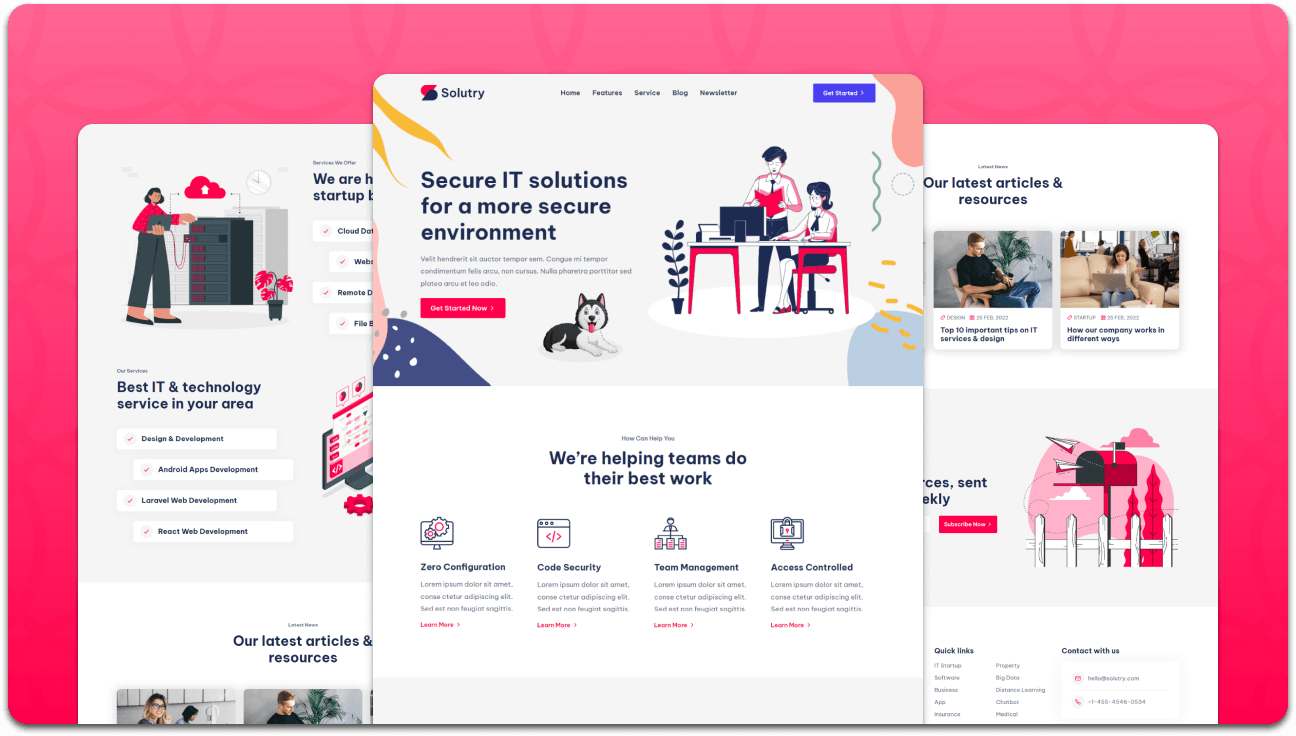 Services We Offer
We are h
startup b
Cloud Dat
Webs
Remote D
File B
Our Services
Best IT & technology
service in your area
Design & Development
Android Apps Development
Laravel Web Development
React Web Development
Latest News
Our latest articles &
resources
Solutry
Home Features Service Blog Newsletter
Get Started
Secure IT solutions
for a more secure
environment
Velit hendrerit sit auctor tempor sem. Congue mi tempor
condimentum felis arcu, non cursus. Nulla pharetra porttitor sed
platea arcu et leo odio.
Get Started Now
How Can Help You
We’re helping teams do
their best work
Zero Configuration
Lorem ipsum dolor sit amet,
conse ctetur adipiscing elit.
Sed est non feugiat sagittis.
Learn More
Code Security
Lorem ipsum dolor sit amet,
conse ctetur adipiscing elit.
Sed est non feugiat sagittis.
Learn More
Team Management
Lorem ipsum dolor sit amet,
conse ctetur adipiscing elit.
Sed est non feugiat sagittis.
Learn More
Access Controlled
Lorem ipsum dolor sit amet,
conse ctetur adipiscing elit.
Sed est non feugiat sagittis.
Learn More
Latest News
Our latest articles &
resources
DESIGN 25 FEB, 2022
Top 10 important tips on IT
services & design
STARTUP 25 FEB, 2022
How our company works in
different ways
rces, sent
ekly
Subscribe Now
Quick links
IT Startup
Software
Business
App
Insurance
Property
Big Data
Distance Learning
Chatbot
Medical
Contact with us
hello@solutry.com
+1-455-4546-0534